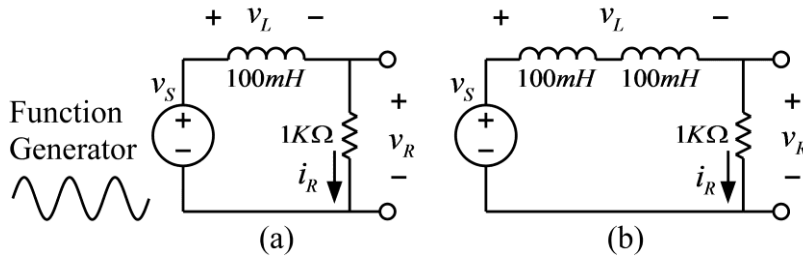 + v_L −
100mH
v_S
+
−
Function
Generator
1KΩ
i_R
+
v_R
−
(a)
+ v_L −
100mH 100mH
v_S
+
−
1KΩ
i_R
+
v_R
−
(b)